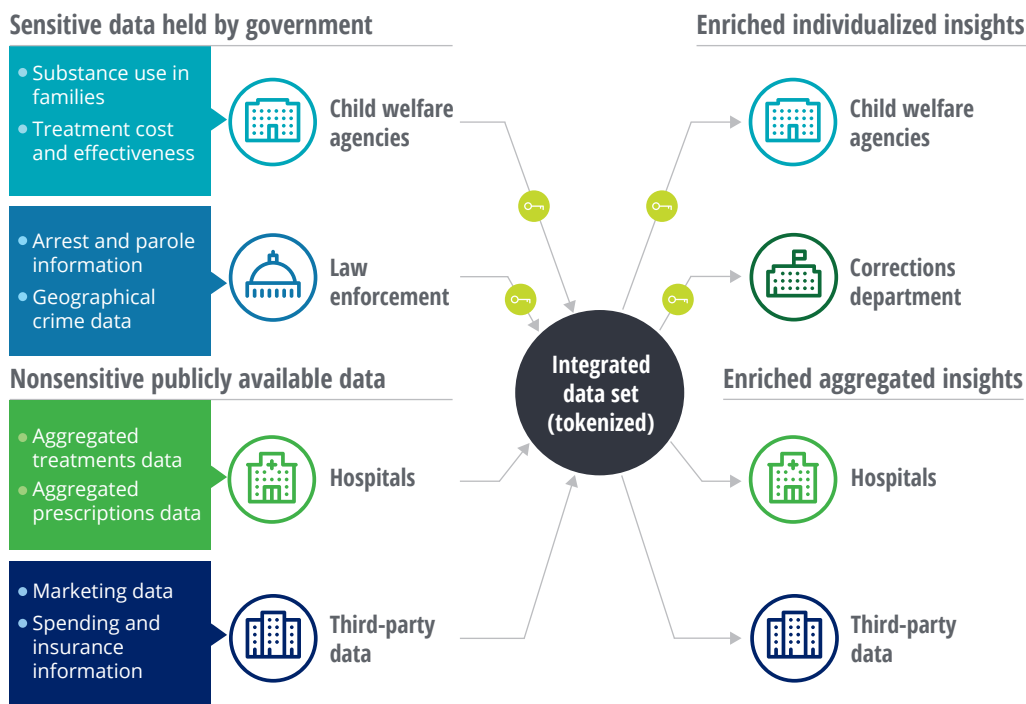 Sensitive data held by government
Substance use in
families
Treatment cost
and effectiveness
Child welfare
agencies
Arrest and parole
information
Geographical
crime data
Law
enforcement
Nonsensitive publicly available data
Aggregated
treatments data
Aggregated
prescriptions data
Hospitals
Marketing data
Spending and
insurance
information
Third-party
data
Integrated
data set
(tokenized)
Enriched individualized insights
Child welfare
agencies
Corrections
department
Enriched aggregated insights
Hospitals
Third-party
data